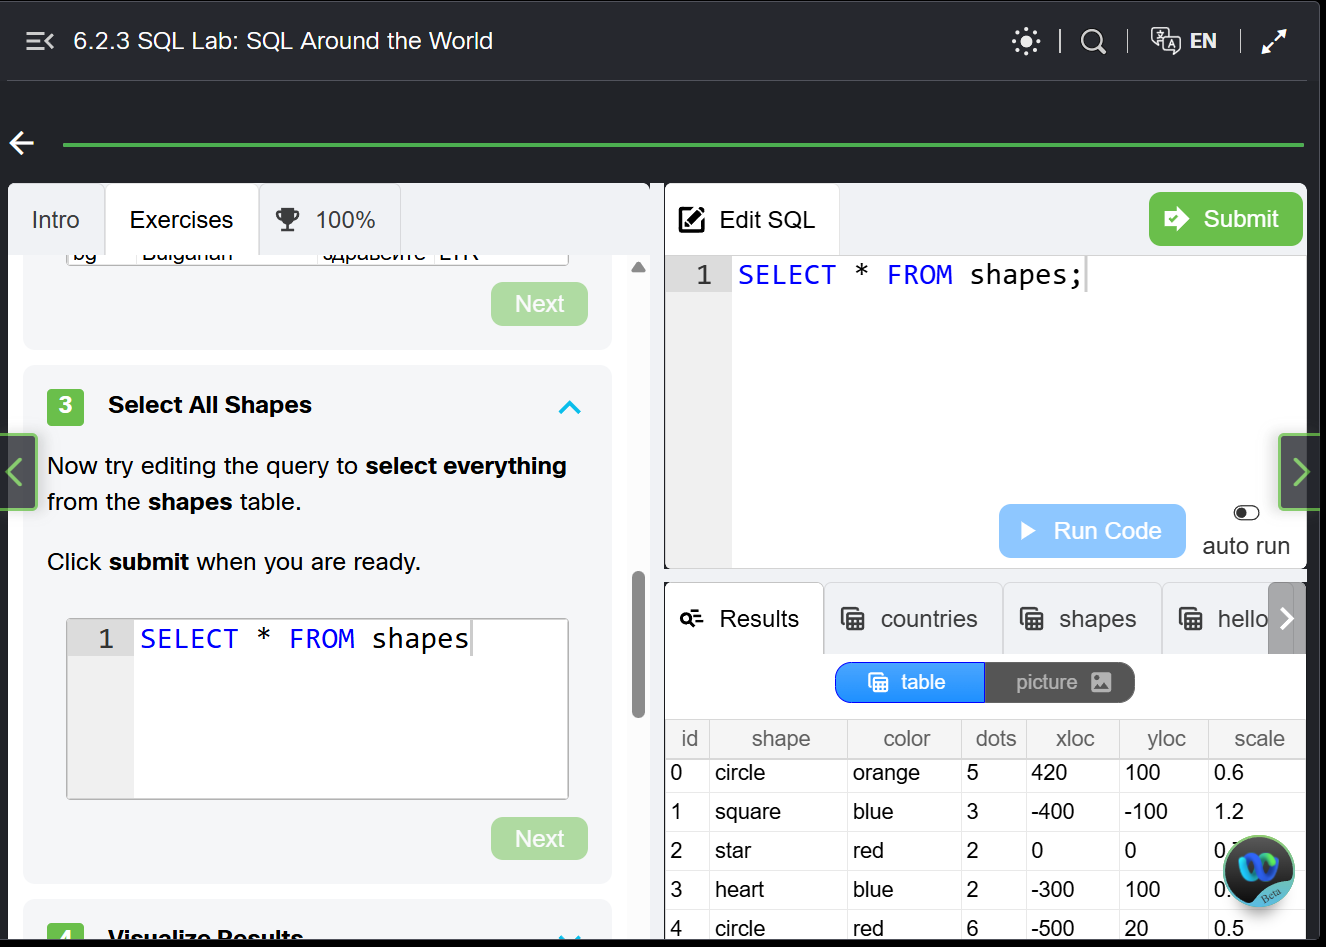 6.2.3 SQL Lab: SQL Around the World
EN
Intro
Exercises
100%
bg Bulgarian здравейте LTR
Next
3 Select All Shapes
Now try editing the query to select everything
from the shapes table.
Click submit when you are ready.
1 SELECT * FROM shapes
Next
4 Visualize Results
Edit SQL
Submit
1 SELECT * FROM shapes;
Run Code
auto run
Results
countries
shapes
hello
table
picture
id shape color dots xloc yloc scale
0 circle orange 5 420 100 0.6
1 square blue 3 -400 -100 1.2
2 star red 2 0 0
3 heart blue 2 -300 100
4 circle red 6 -500 20 0.5
Beta